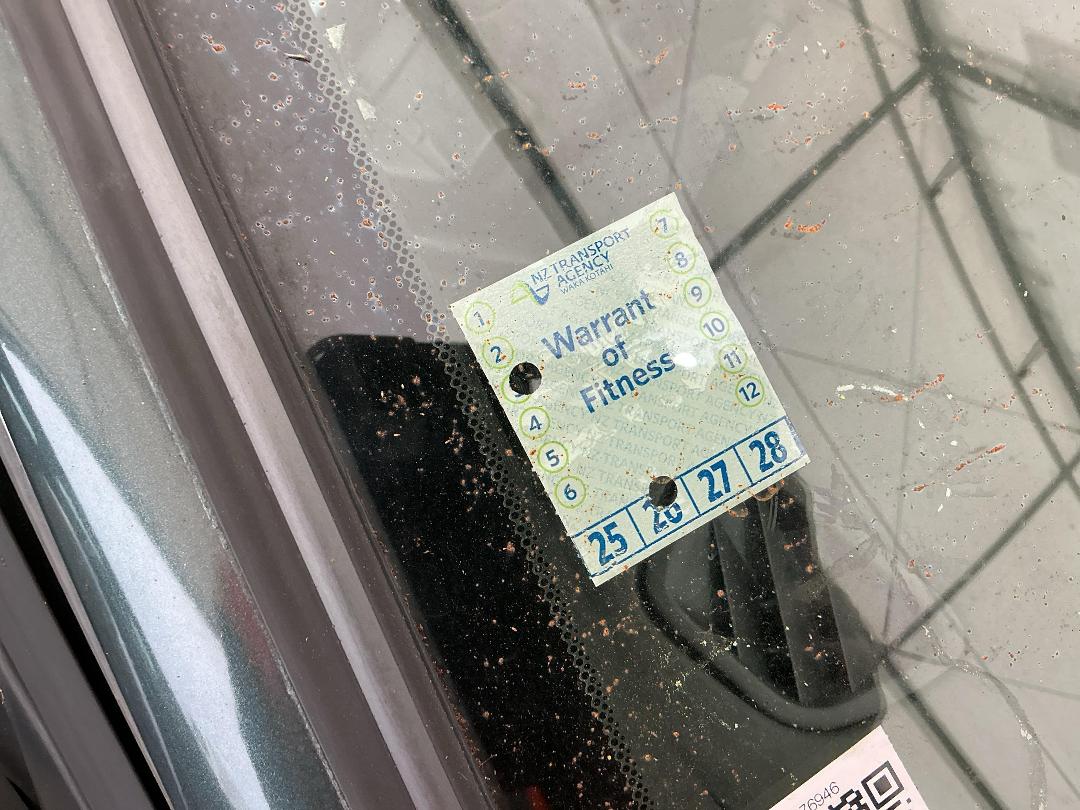 NZ TRANSPORT
AGENCY
WAKA KOTAHI
Warrant
of
Fitness
1
2
4
5
6
7
8
9
10
11
12
25 26 27 28
76946